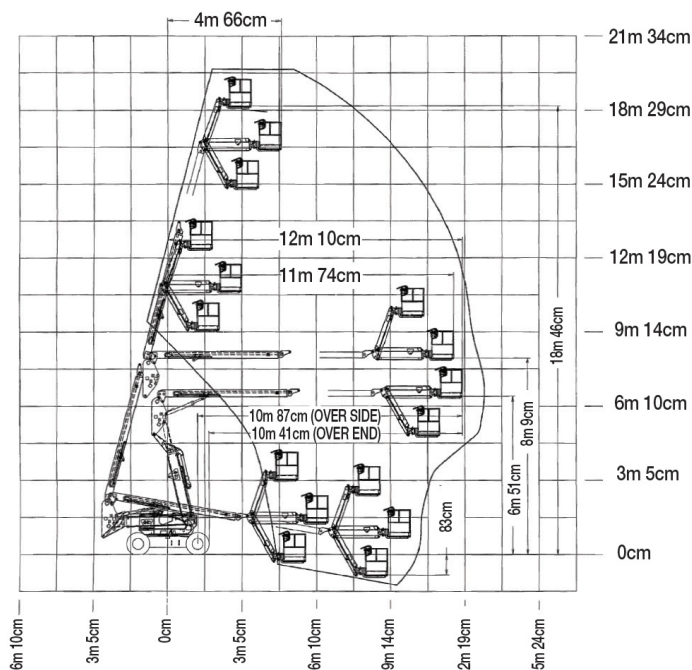 4m 66cm
21m 34cm
18m 29cm
15m 24cm
12m 10cm
12m 19cm
11m 74cm
18m 46cm
9m 14cm
8m 9cm
6m 10cm
10m 87cm (OVER SIDE)
10m 41cm (OVER END)
6m 51cm
3m 5cm
83cm
0cm
6m 10cm
3m 5cm
0cm
3m 5cm
6m 10cm
9m 14cm
2m 19cm
5m 24cm